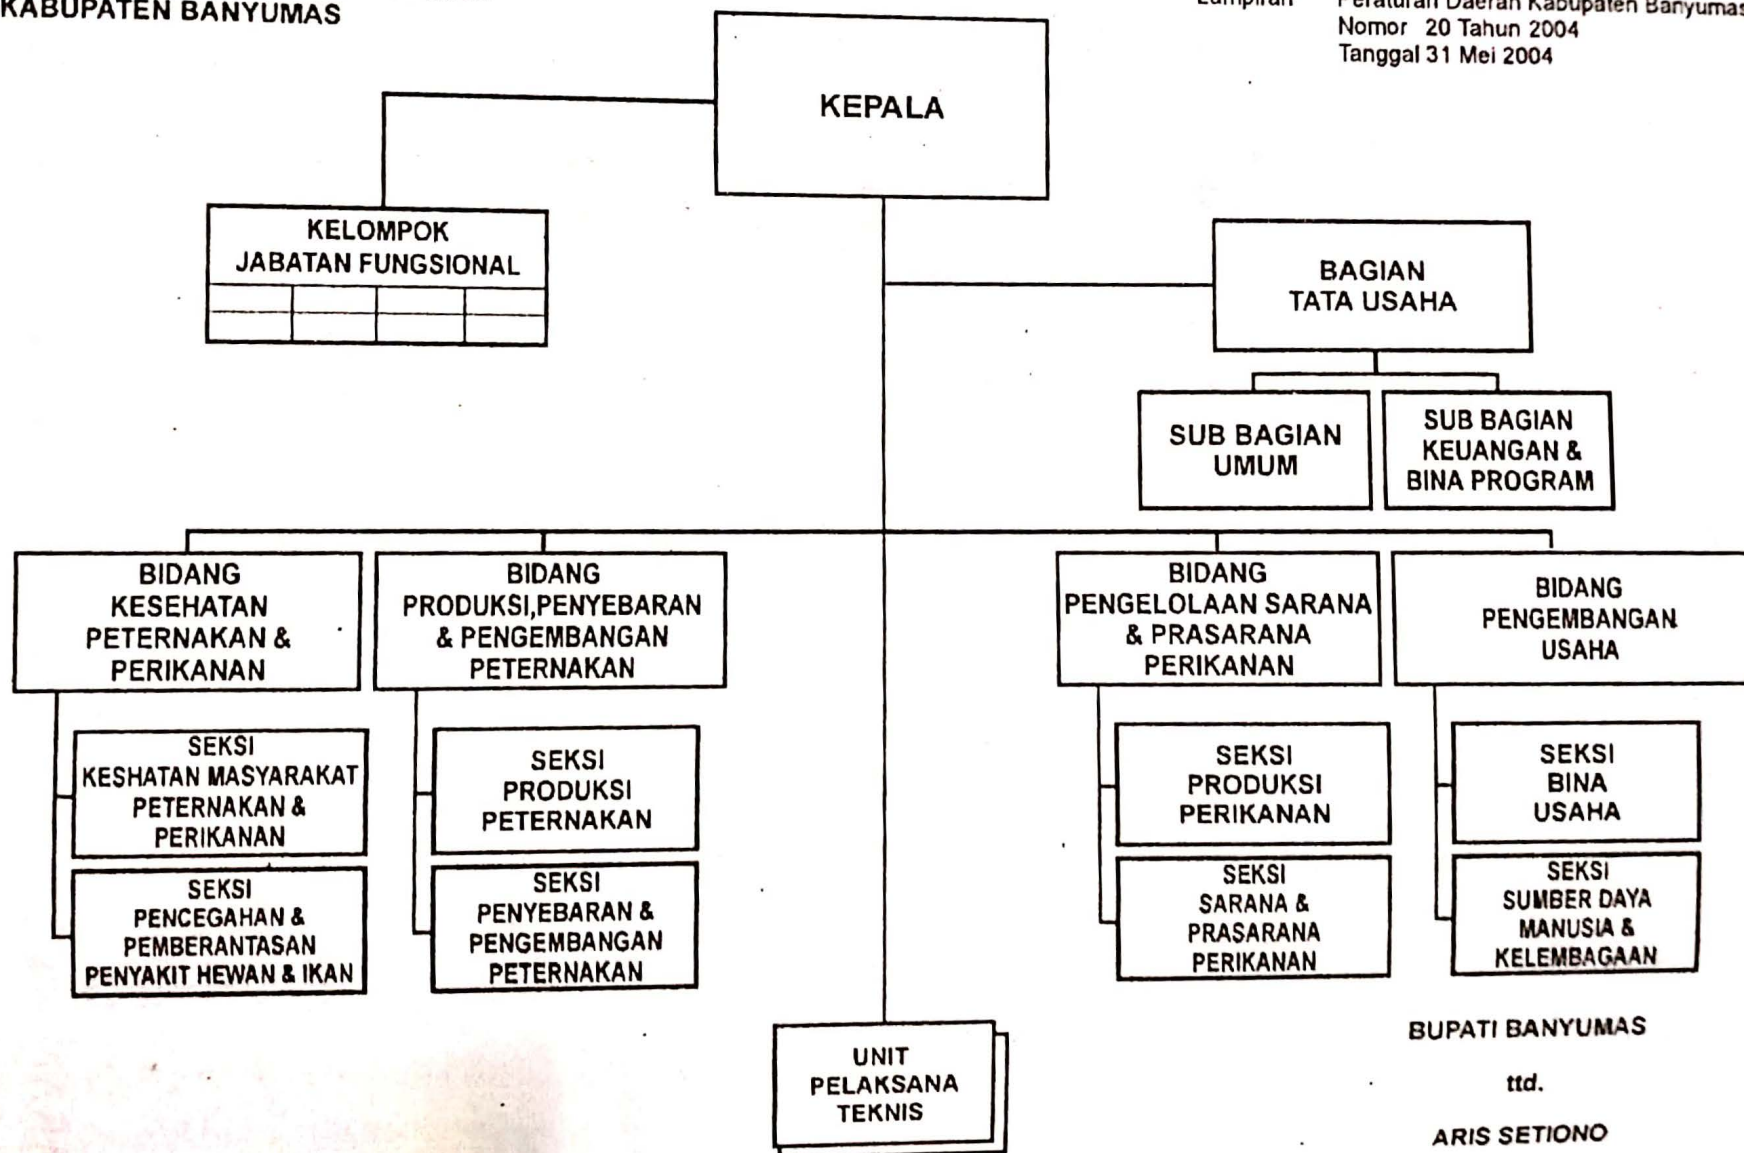 KABUPATEN BANYUMAS
Lampiran Peraturan Daerah Kabupaten Banyumas
Nomor 20 Tahun 2004
Tanggal 31 Mei 2004
KEPALA
KELOMPOK
JABATAN FUNGSIONAL
BAGIAN
TATA USAHA
SUB BAGIAN
UMUM
SUB BAGIAN
KEUANGAN &
BINA PROGRAM
BIDANG
KESEHATAN
PETERNAKAN &
PERIKANAN
BIDANG
PRODUKSI,PENYEBARAN
& PENGEMBANGAN
PETERNAKAN
BIDANG
PENGELOLAAN SARANA
& PRASARANA
PERIKANAN
BIDANG
PENGEMBANGAN
USAHA
SEKSI
KESHATAN MASYARAKAT
PETERNAKAN &
PERIKANAN
SEKSI
PRODUKSI
PETERNAKAN
SEKSI
PRODUKSI
PERIKANAN
SEKSI
BINA
USAHA
SEKSI
PENCEGAHAN &
PEMBERANTASAN
PENYAKIT HEWAN & IKAN
SEKSI
PENYEBARAN &
PENGEMBANGAN
PETERNAKAN
SEKSI
SARANA &
PRASARANA
PERIKANAN
SEKSI
SUMBER DAYA
MANUSIA &
KELEMBAGAAN
UNIT
PELAKSANA
TEKNIS
BUPATI BANYUMAS
ttd.
ARIS SETIONO